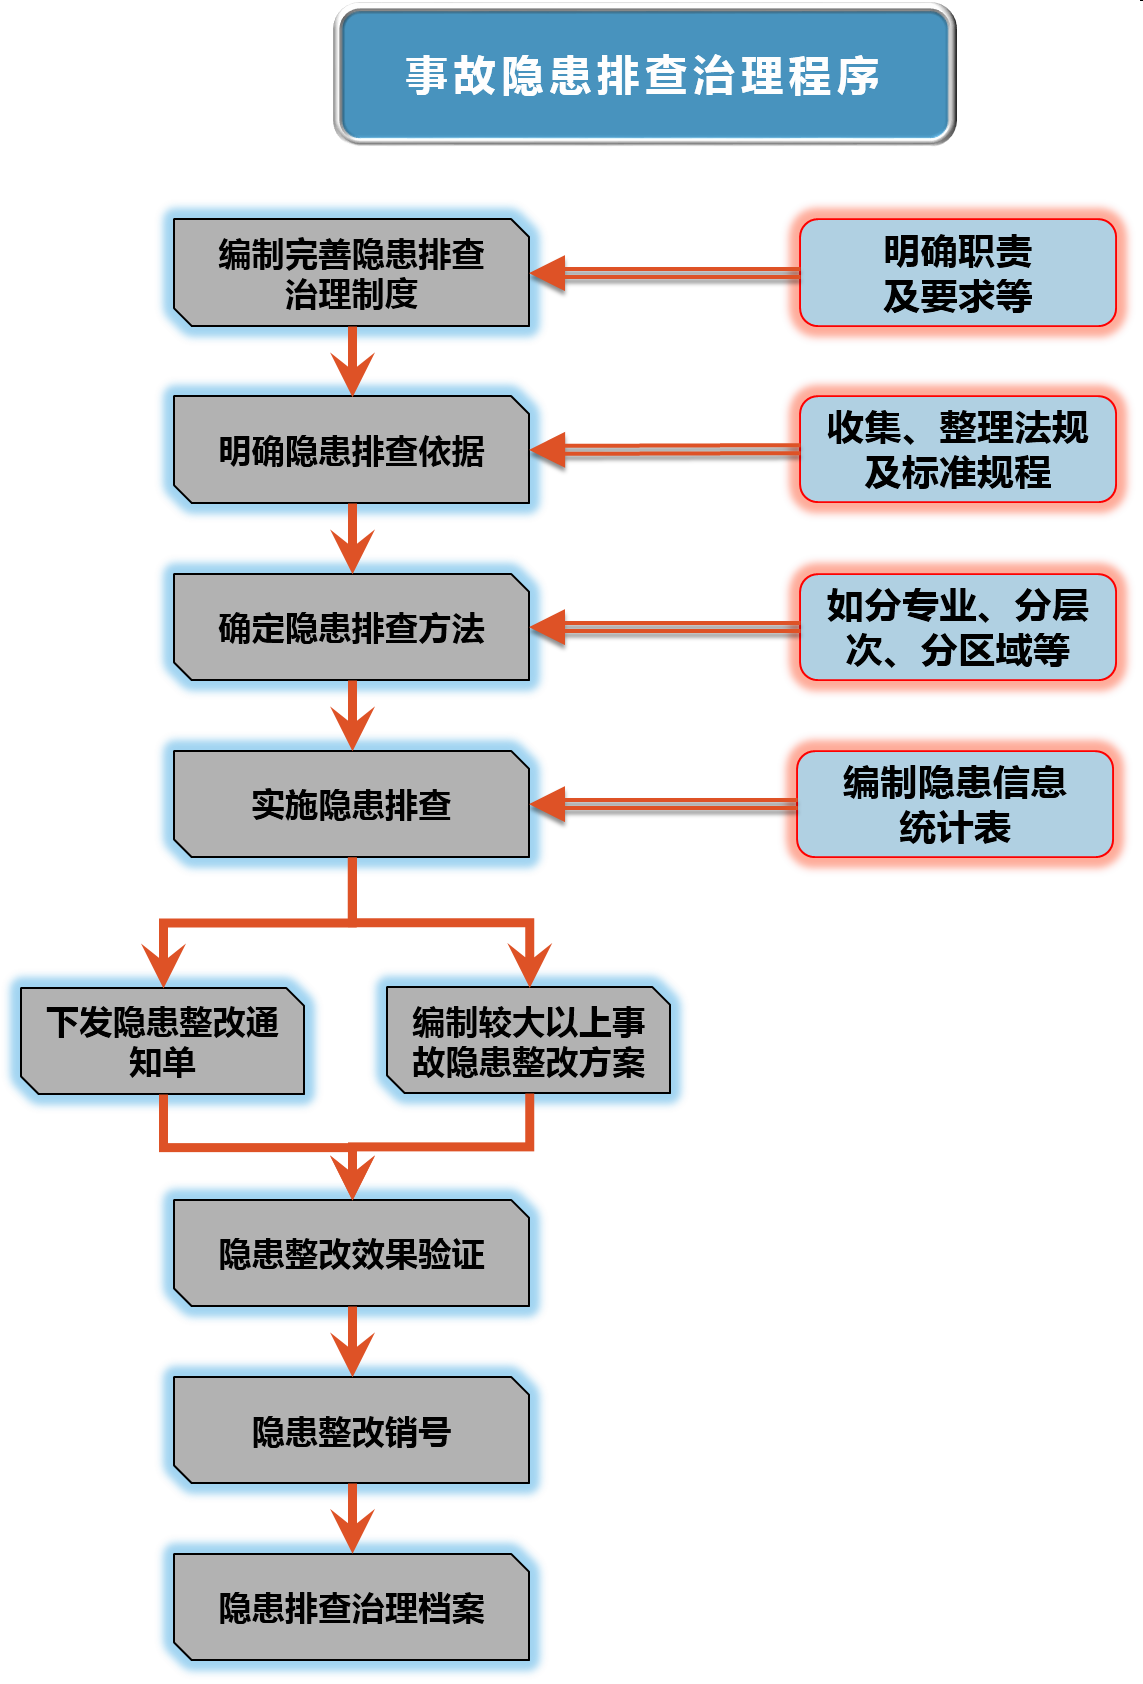 事故隐患排查治理程序
编制完善隐患排查
治理制度
明确职责
及要求等
明确隐患排查依据
收集、整理法规
及标准规程
确定隐患排查方法
如分专业、分层
次、分区域等
实施隐患排查
编制隐患信息
统计表
下发隐患整改通
知单
编制较大以上事
故隐患整改方案
隐患整改效果验证
隐患整改销号
隐患排查治理档案